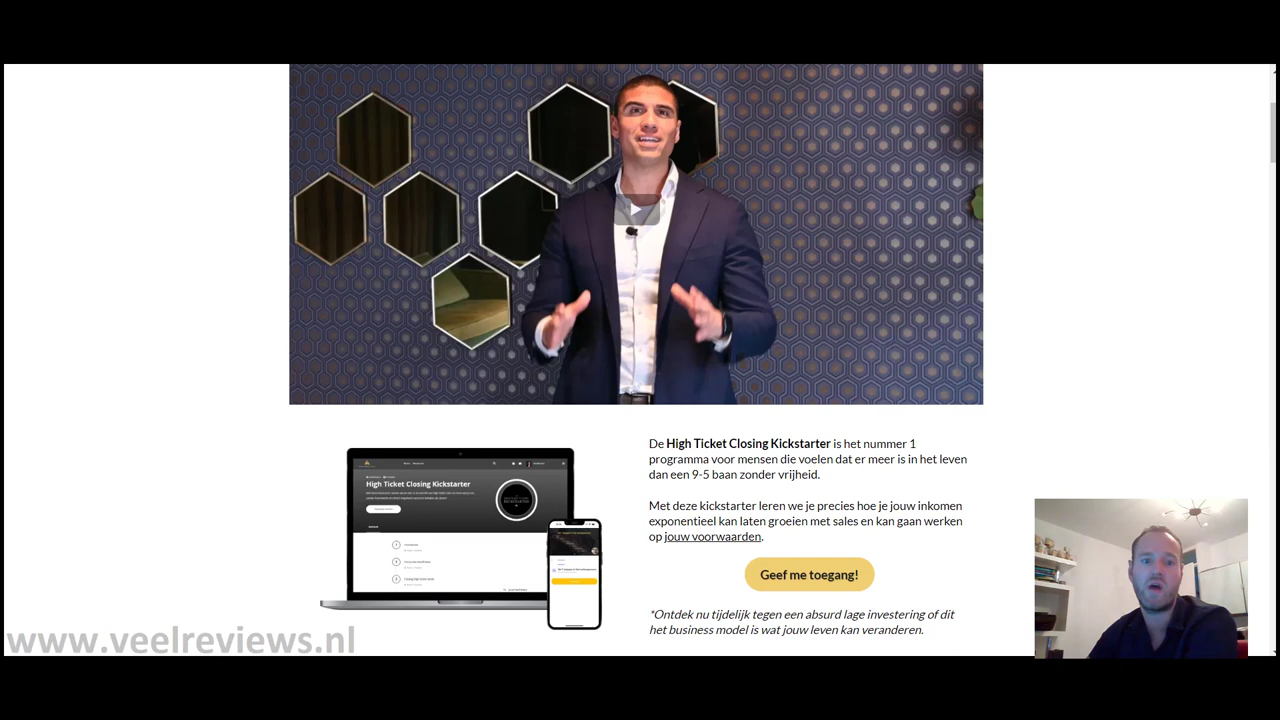 De High Ticket Closing Kickstarter is het nummer 1
programma voor mensen die voelen dat er meer is in het leven
dan een 9-5 baan zonder vrijheid.
Met deze kickstarter leren we je precies hoe je jouw inkomen
exponentieel kan laten groeien met sales en kan gaan werken
op jouw voorwaarden.
Geef me toegang!
*Ontdek nu tijdelijk tegen een absurd lage investering of dit
het business model is wat jouw leven kan veranderen.
High Ticket Closing Kickstarter
KICKSTARTER
www.veelreviews.nl